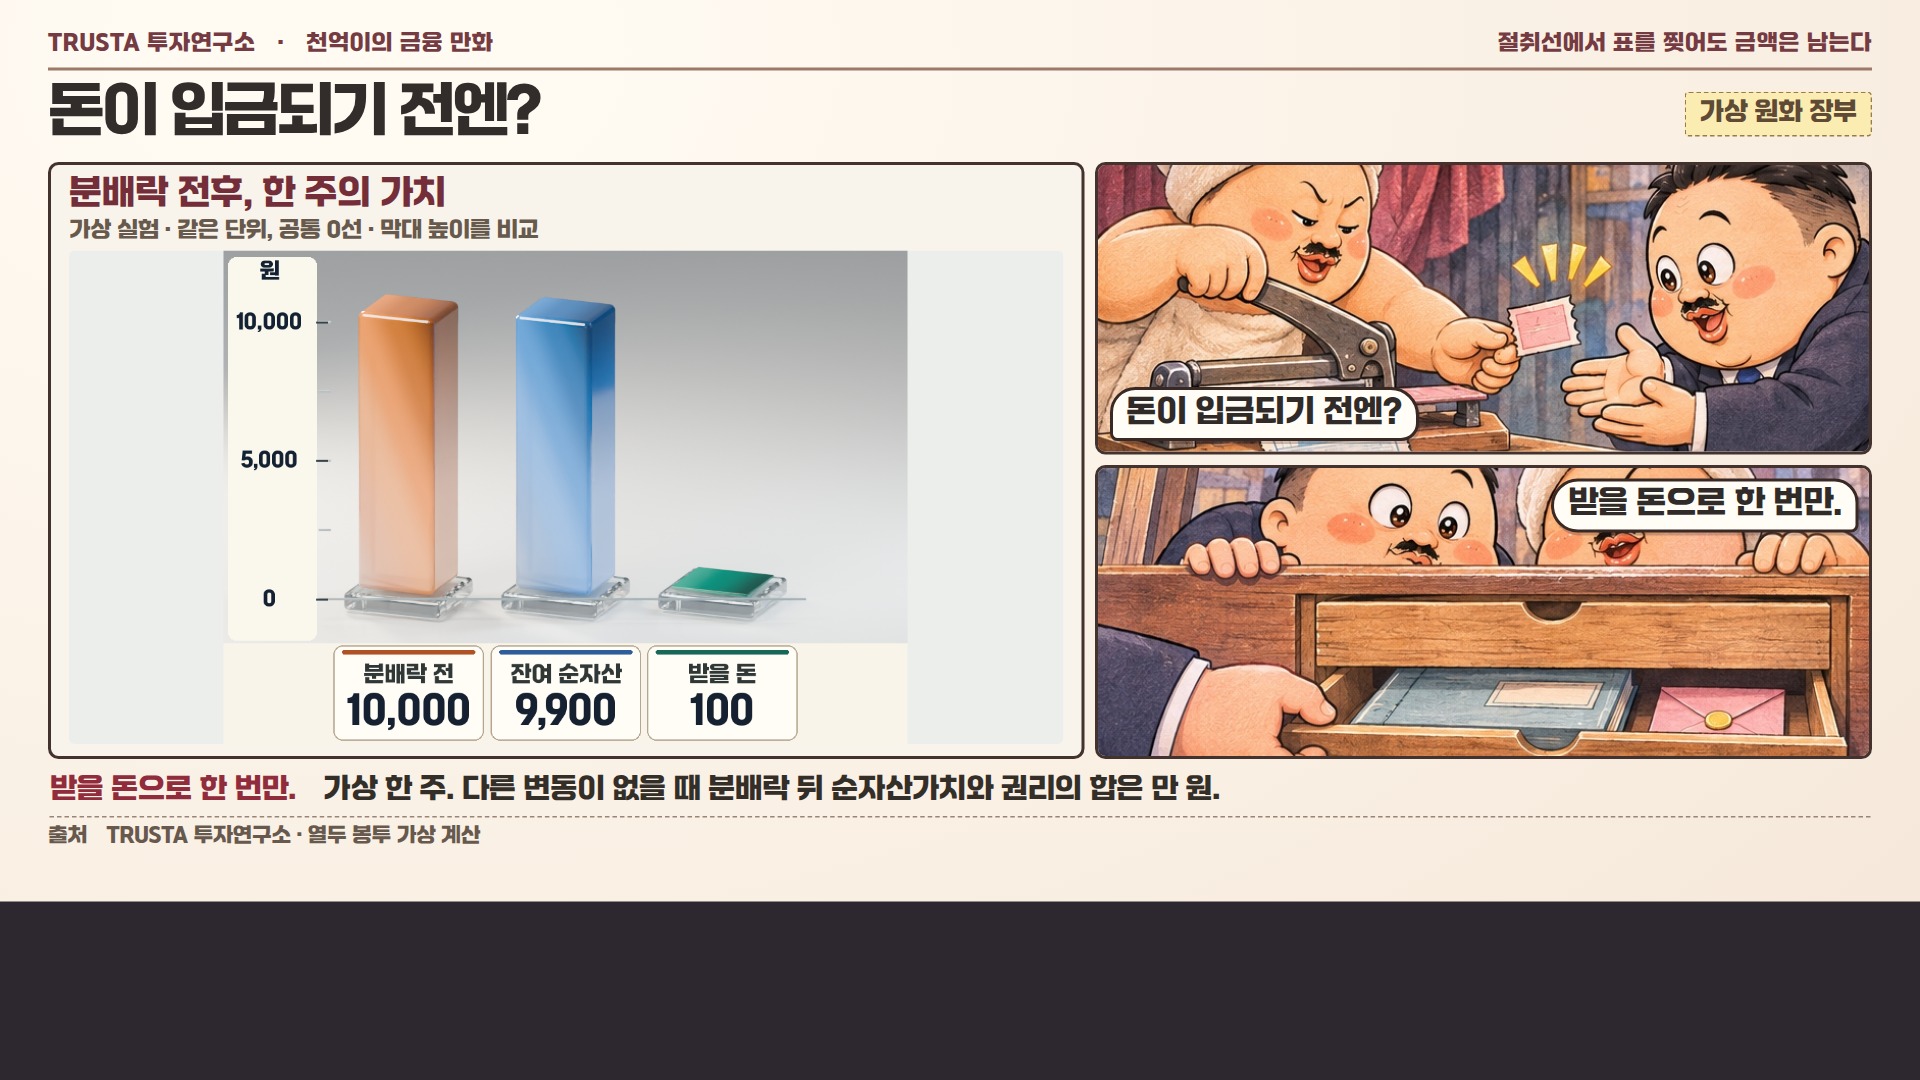 TRUSTA 투자연구소 · 천억이의 금융 만화
절취선에서 표를 찢어도 금액은 남는다
돈이 입금되기 전엔?
가상 원화 장부
분배락 전후, 한 주의 가치
가상 실험 · 같은 단위, 공통 0선 · 막대 높이를 비교
원
10,000
5,000
0
분배락 전
10,000
잔여 순자산
9,900
받을 돈
100
돈이 입금되기 전엔?
받을 돈으로 한 번만.
받을 돈으로 한 번만. 가상 한 주. 다른 변동이 없을 때 분배락 뒤 순자산가치와 권리의 합은 만 원.
출처 TRUSTA 투자연구소 · 열두 봉투 가상 계산